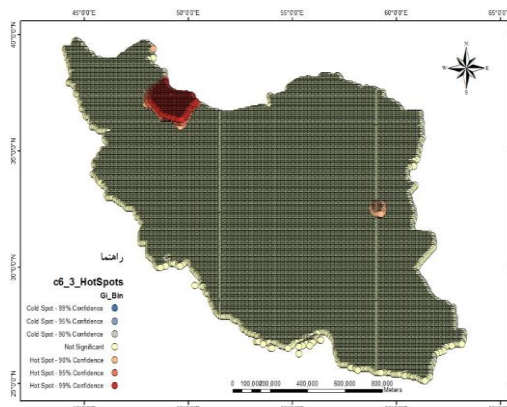 45°0'0"E 50°0'0"E 55°0'0"E 60°0'0"E 65°0'
40°0'0"N
35°0'0"N
30°0'0"N
25°0'0"N
N
W E
S
راهنما
c6_3_HotSpots
Gi_Bin
Cold Spot - 99% Confidence
Cold Spot - 95% Confidence
Cold Spot - 90% Confidence
Not Significant
Hot Spot - 90% Confidence
Hot Spot - 95% Confidence
Hot Spot - 99% Confidence
0 100,000200,000 400,000 600,000 800,000
Meters